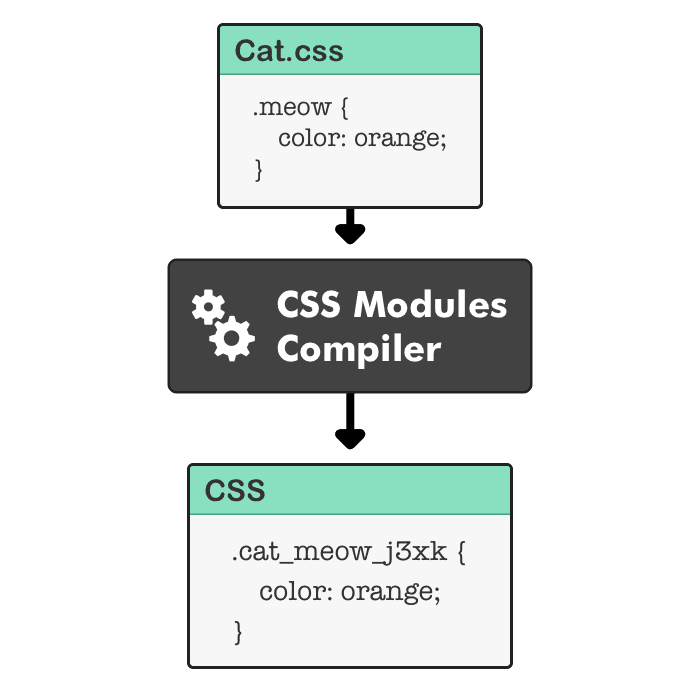 Cat.css
.meow {
color: orange;
}
CSS Modules
Compiler
CSS
.cat_meow_j3xk {
color: orange;
}